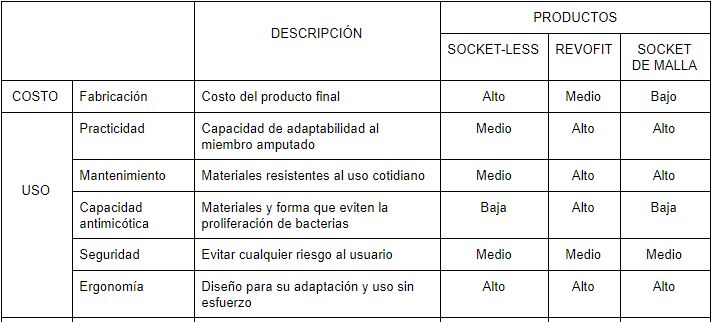 DESCRIPCIÓN
PRODUCTOS
SOCKET-LESS
REVOFIT
SOCKET
DE MALLA
COSTO
Fabricación
Costo del producto final
Alto
Medio
Bajo
USO
Practicidad
Capacidad de adaptabilidad al
miembro amputado
Medio
Alto
Alto
Mantenimiento
Materiales resistentes al uso cotidiano
Medio
Alto
Alto
Capacidad
antimicótica
Materiales y forma que eviten la
proliferación de bacterias
Baja
Alto
Baja
Seguridad
Evitar cualquier riesgo al usuario
Medio
Medio
Medio
Ergonomía
Diseño para su adaptación y uso sin
esfuerzo
Alto
Alto
Alto